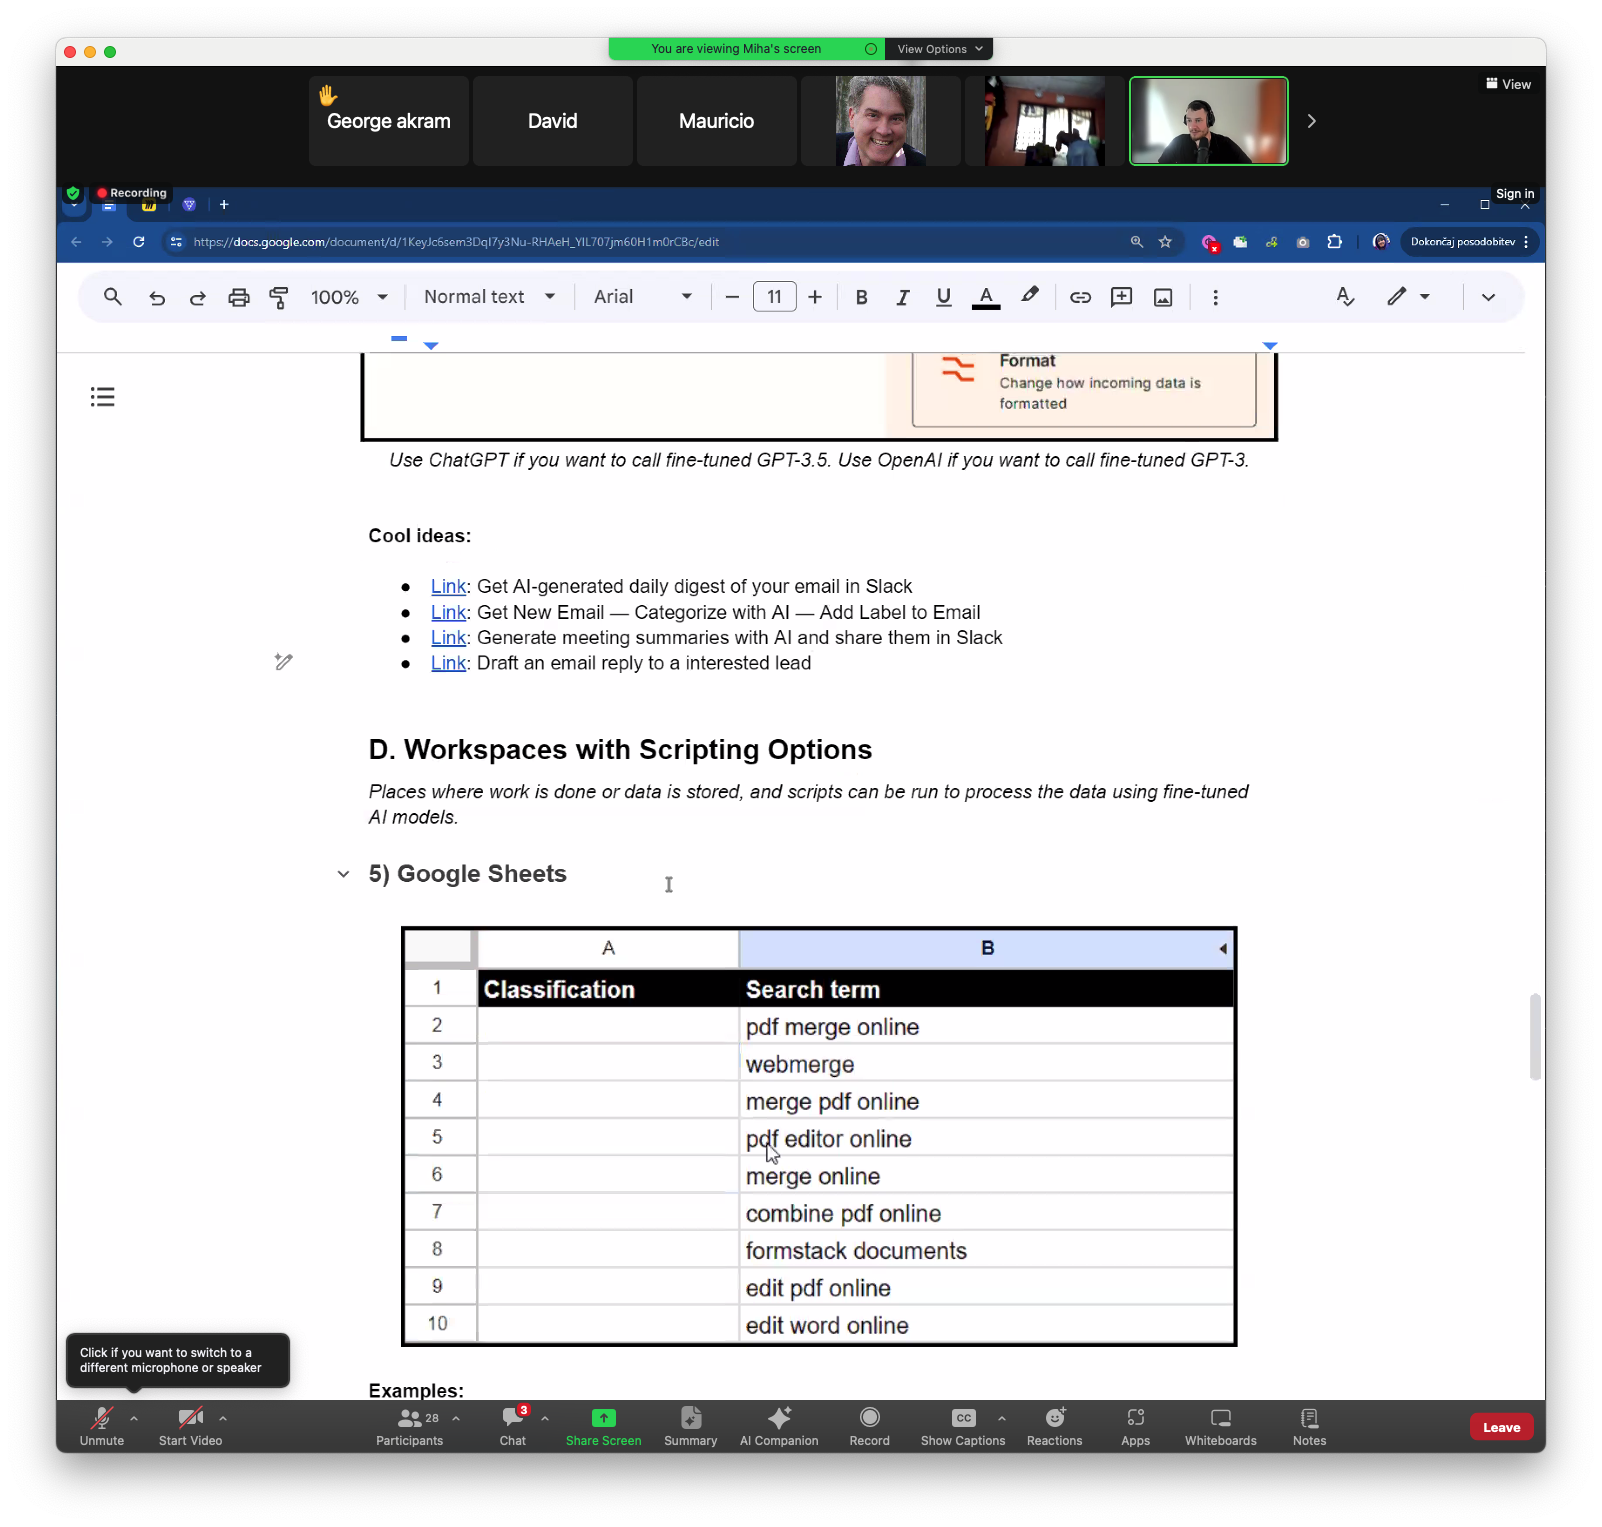 You are viewing Miha's screen
View Options
View
George akram
David
Mauricio
Recording
Sign in
https://docs.google.com/document/d/1KeyJc6sem3DqI7y3Nu-RHAeH_YIL707jm60H1m0rCBc/edit
Dokončaj posodobitev
100%
Normal text
Arial
11
B
I
U
A
Format
Change how incoming data is
formatted
Use ChatGPT if you want to call fine-tuned GPT-3.5. Use OpenAI if you want to call fine-tuned GPT-3.
Cool ideas:
Link: Get AI-generated daily digest of your email in Slack
Link: Get New Email — Categorize with AI — Add Label to Email
Link: Generate meeting summaries with AI and share them in Slack
Link: Draft an email reply to a interested lead
D. Workspaces with Scripting Options
Places where work is done or data is stored, and scripts can be run to process the data using fine-tuned
AI models.
5) Google Sheets
A B
1 Classification Search term
2 pdf merge online
3 webmerge
4 merge pdf online
5 pdf editor online
6 merge online
7 combine pdf online
8 formstack documents
9 edit pdf online
10 edit word online
Examples:
Click if you want to switch to a
different microphone or speaker
28
3
CC
Unmute
Start Video
Participants
Chat
Share Screen
Summary
AI Companion
Record
Show Captions
Reactions
Apps
Whiteboards
Notes
Leave